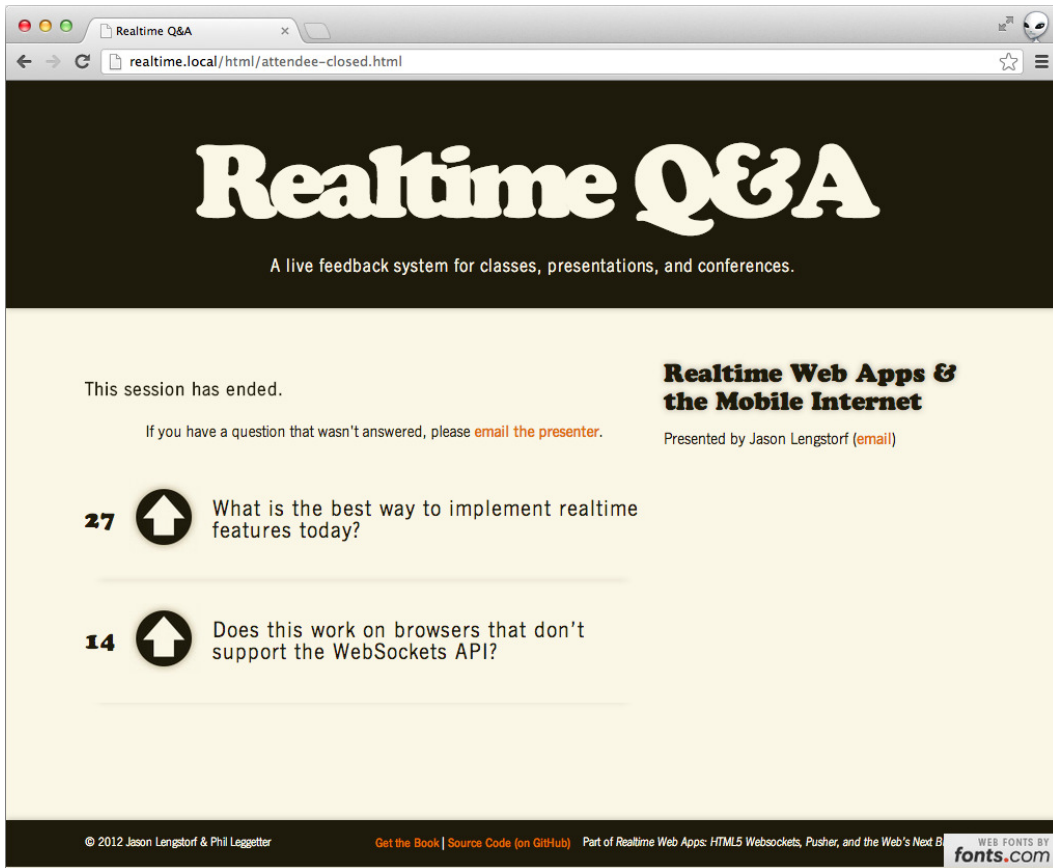 Realtime Q&A
realtime.local/html/attendee-closed.html
Realtime Q&A
A live feedback system for classes, presentations, and conferences.
This session has ended.
If you have a question that wasn't answered, please email the presenter.
27
What is the best way to implement realtime
features today?
14
Does this work on browsers that don't
support the WebSockets API?
Realtime Web Apps &
the Mobile Internet
Presented by Jason Lengstorf (email)
© 2012 Jason Lengstorf & Phil Leggetter
Get the Book | Source Code (on GitHub)
Part of Realtime Web Apps: HTML5 Websockets, Pusher, and the Web's Next
WEB FONTS BY
fonts.com